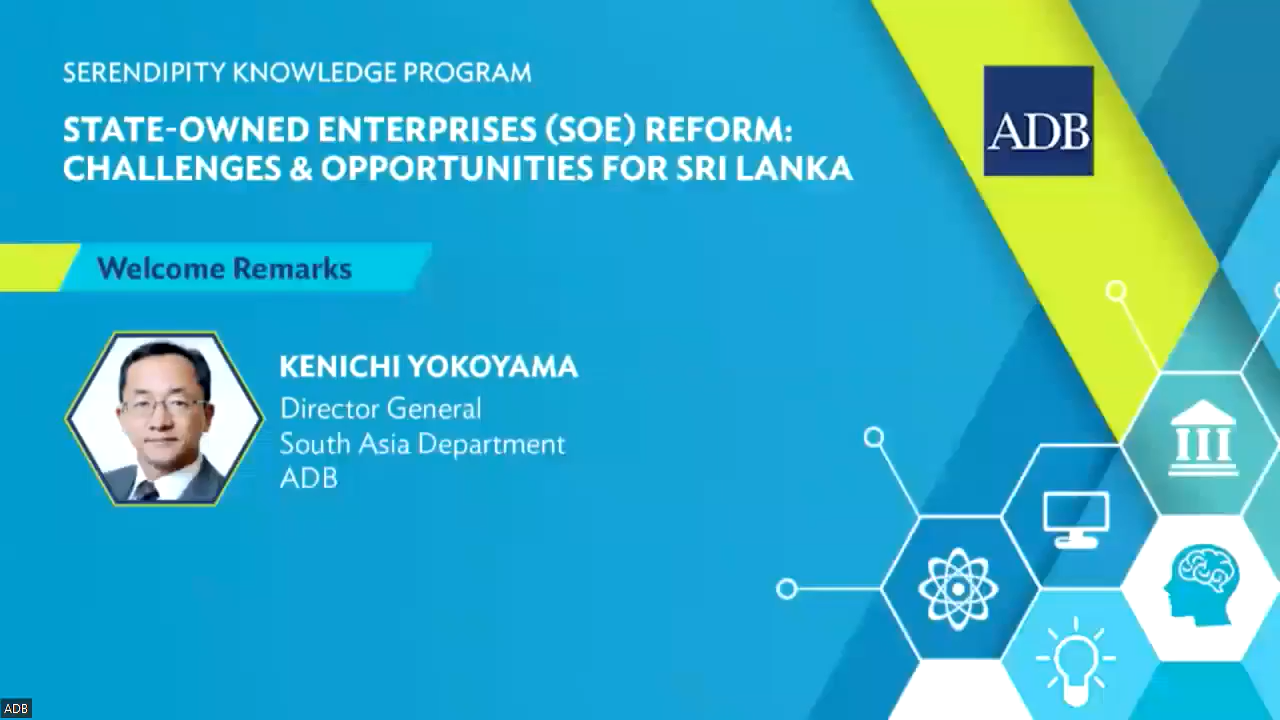 SERENDIPITY KNOWLEDGE PROGRAM
STATE-OWNED ENTERPRISES (SOE) REFORM:
CHALLENGES & OPPORTUNITIES FOR SRI LANKA
ADB
Welcome Remarks
KENICHI YOKOYAMA
Director General
South Asia Department
ADB
ADB